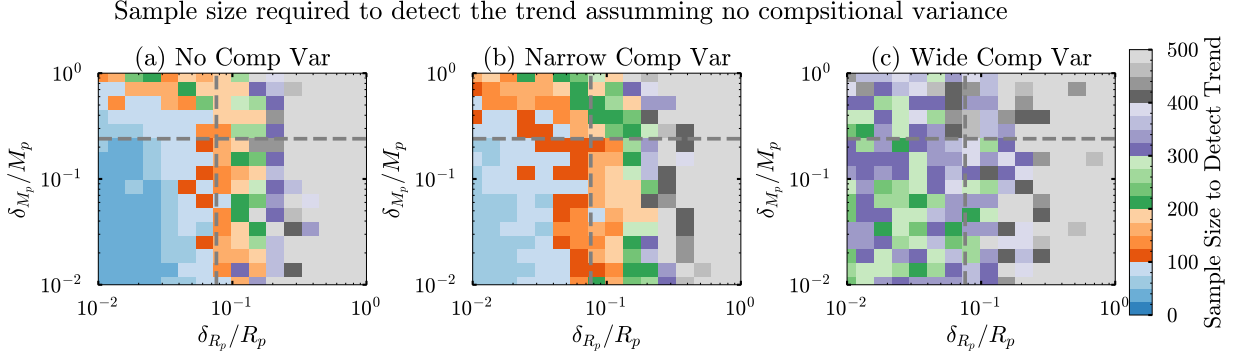 Sample size required to detect the trend assumming no compsitional variance
(a) No Comp Var
(b) Narrow Comp Var
(c) Wide Comp Var
10^0
10^-1
10^-2
δ_{M_p}/M_p
10^-2
10^-1
10^0
δ_{R_p}/R_p
10^0
10^-1
10^-2
δ_{M_p}/M_p
10^-2
10^-1
10^0
δ_{R_p}/R_p
10^0
10^-1
10^-2
δ_{M_p}/M_p
10^-2
10^-1
10^0
δ_{R_p}/R_p
500
400
300
200
100
0
Sample Size to Detect Trend